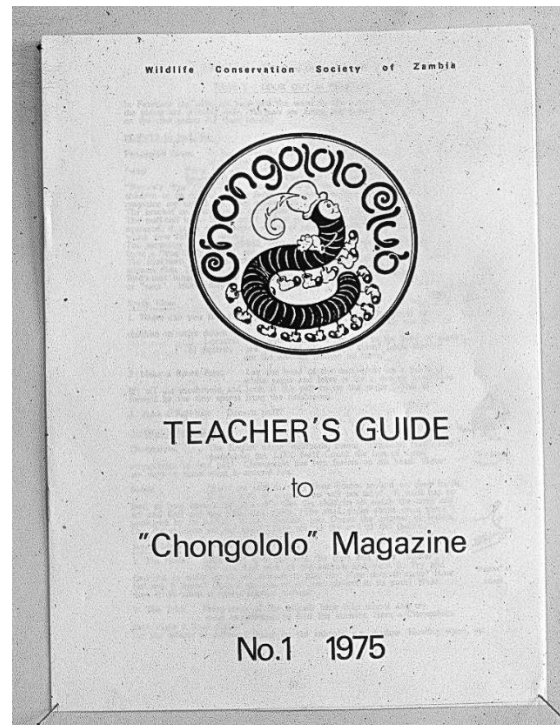 Wildlife Conservation Society of Zambia
Chongololo Club
TEACHER'S GUIDE
to
"Chongololo" Magazine
No.1 1975